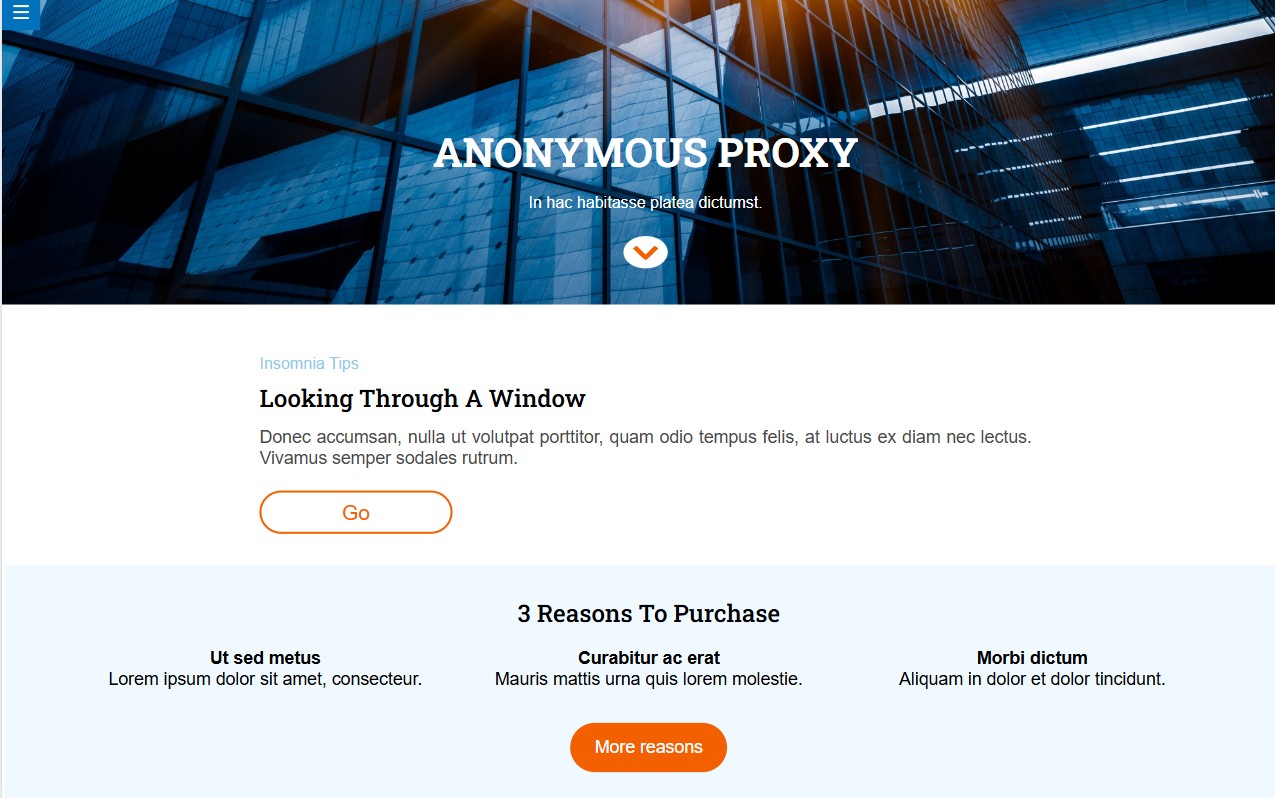 ANONYMOUS PROXY
In hac habitasse platea dictumst.
Insomnia Tips
Looking Through A Window
Donec accumsan, nulla ut volutpat porttitor, quam odio tempus felis, at luctus ex diam nec lectus.
Vivamus semper sodales rutrum.
Go
3 Reasons To Purchase
Ut sed metus
Lorem ipsum dolor sit amet, consecteur.
Curabitur ac erat
Mauris mattis urna quis lorem molestie.
Morbi dictum
Aliquam in dolor et dolor tincidunt.
More reasons